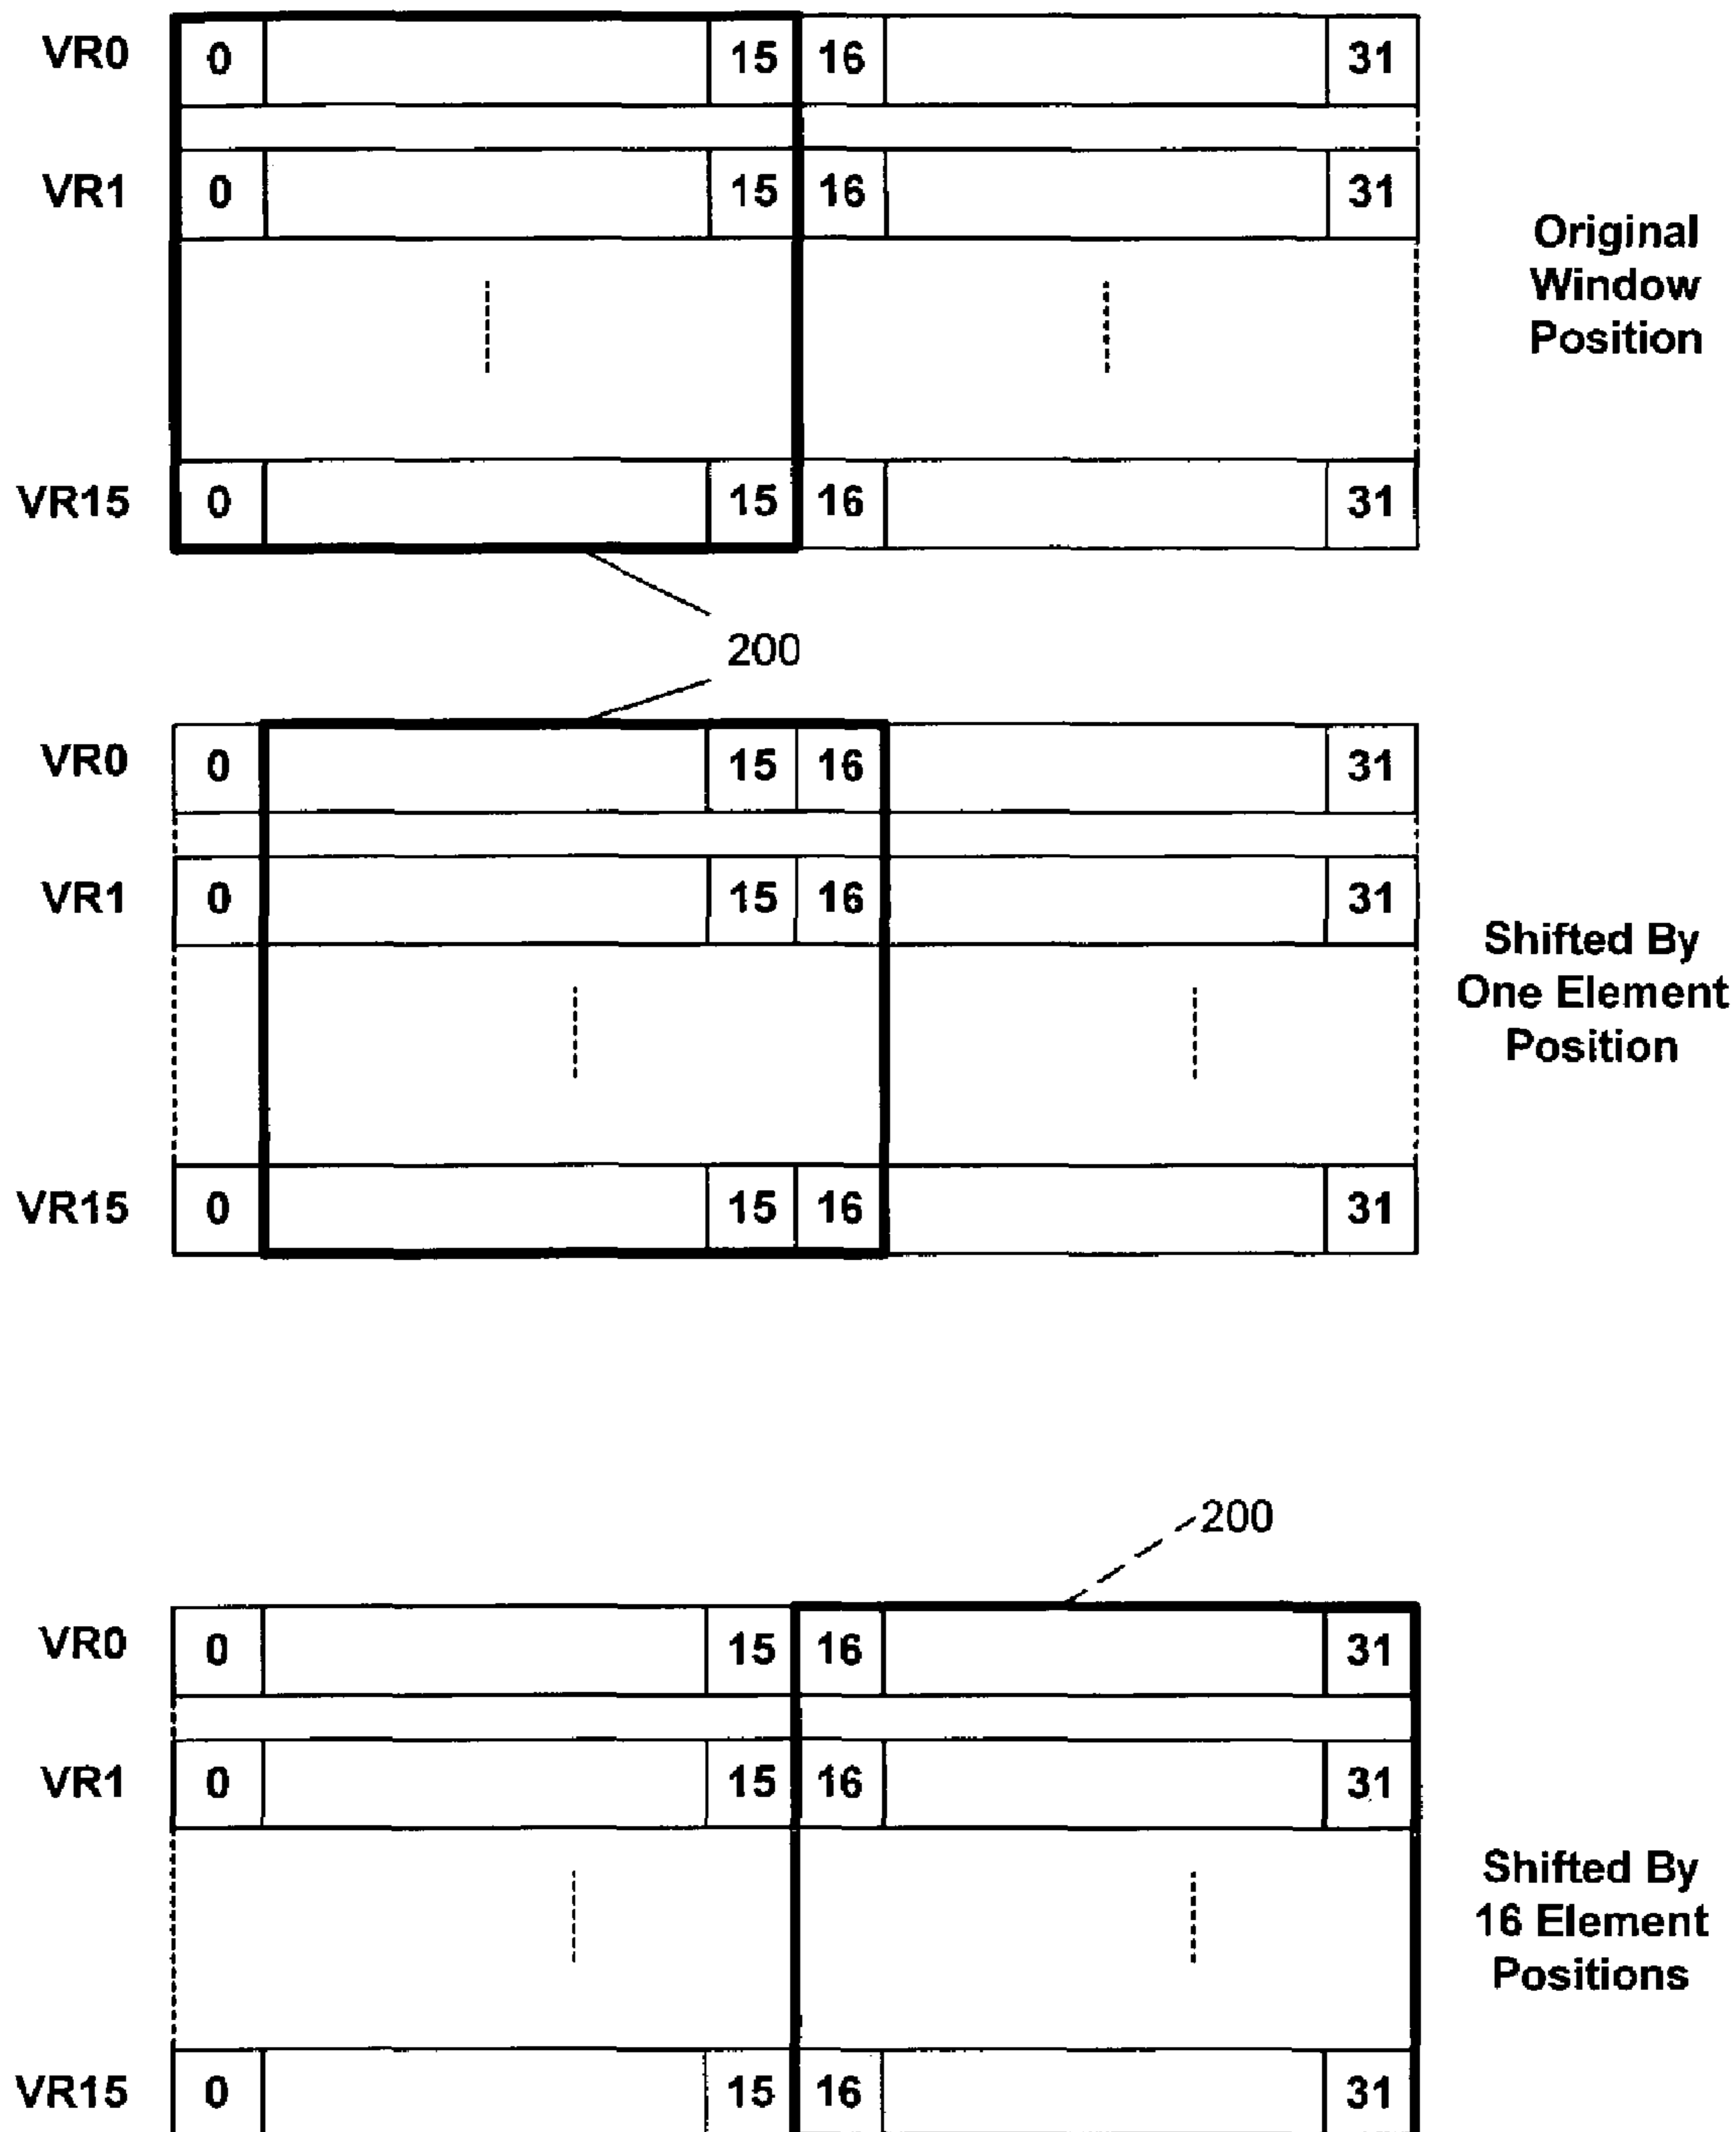 VR0 0 15 16 31
VR1 0 15 16 31
Original
Window
Position
VR15 0 15 16 31
200
VR0 0 15 16 31
VR1 0 15 16 31
Shifted By
One Element
Position
VR15 0 15 16 31
200
VR0 0 15 16 31
VR1 0 15 16 31
Shifted By
16 Element
Positions
VR15 0 15 16 31